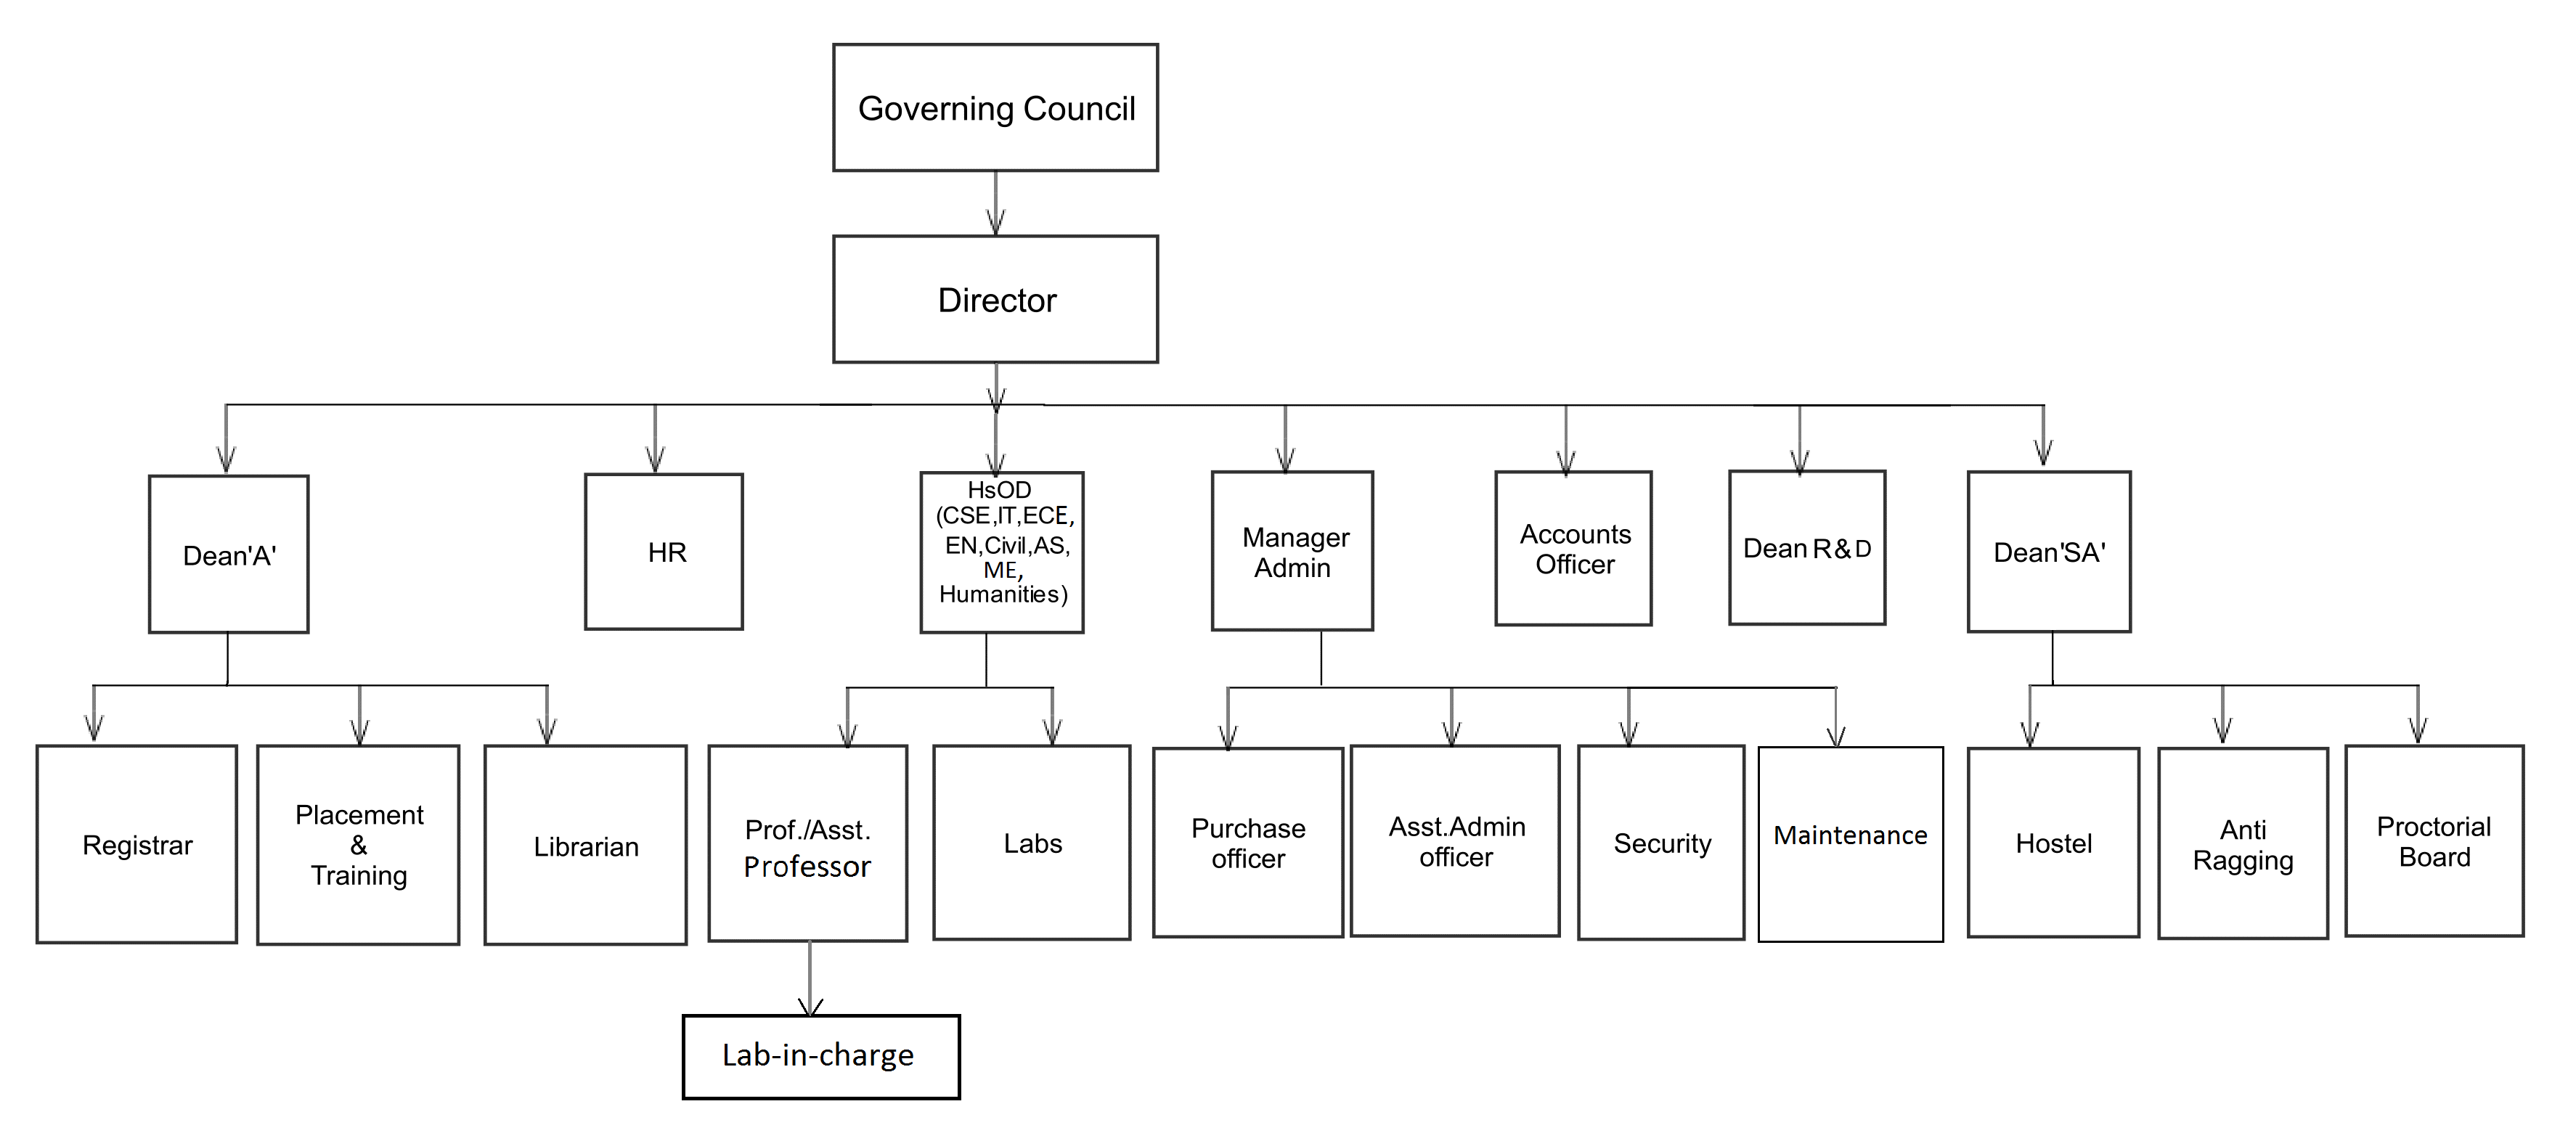 Governing Council
Director
Dean'A'
HR
HsOD
(CSE,IT,ECE,
EN,Civil,AS,
ME,
Humanities)
Manager
Admin
Accounts
Officer
Dean R & D
Dean'SA'
Registrar
Placement
&
Training
Librarian
Prof./Asst.
Professor
Labs
Purchase
officer
Asst.Admin
officer
Security
Maintenance
Hostel
Anti
Ragging
Proctorial
Board
Lab-in-charge